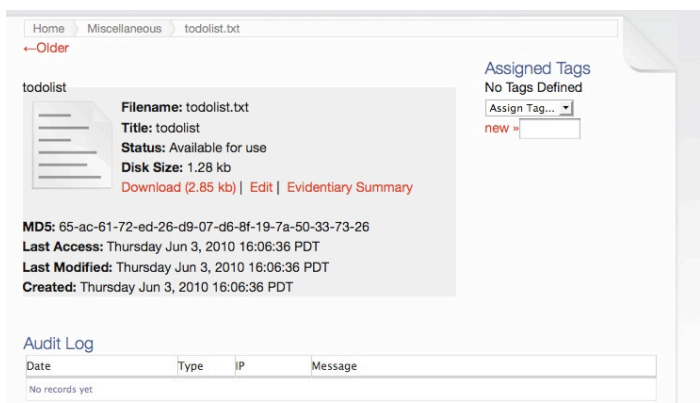 Home Miscellaneous todolist.txt
←Older
todolist
Filename: todolist.txt
Title: todolist
Status: Available for use
Disk Size: 1.28 kb
Download (2.85 kb) | Edit | Evidentiary Summary
MD5: 65-ac-61-72-ed-26-d9-07-d6-8f-19-7a-50-33-73-26
Last Access: Thursday Jun 3, 2010 16:06:36 PDT
Last Modified: Thursday Jun 3, 2010 16:06:36 PDT
Created: Thursday Jun 3, 2010 16:06:36 PDT
Assigned Tags
No Tags Defined
Assign Tag...
new »
Audit Log
Date Type IP Message
No records yet